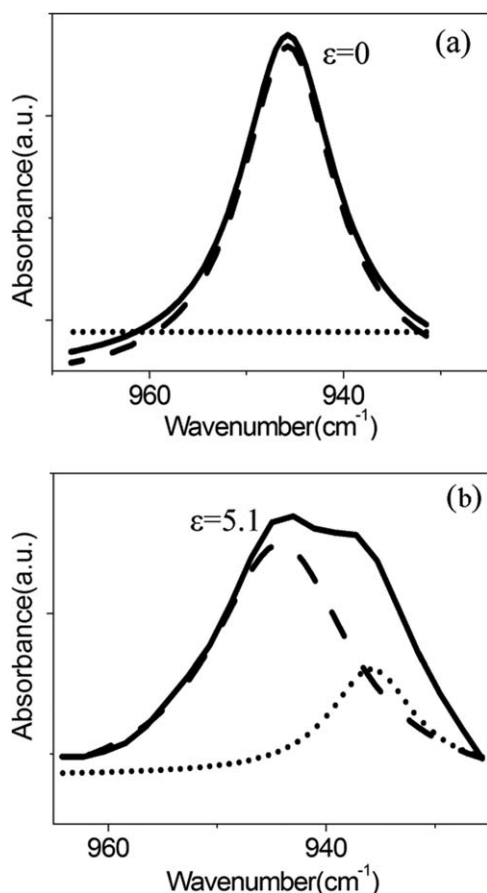 (a)
ε=0
Absorbance(a.u.)
960 940
Wavenumber(cm⁻¹)
(b)
ε=5.1
Absorbance(a.u.)
960 940
Wavenumber(cm⁻¹)